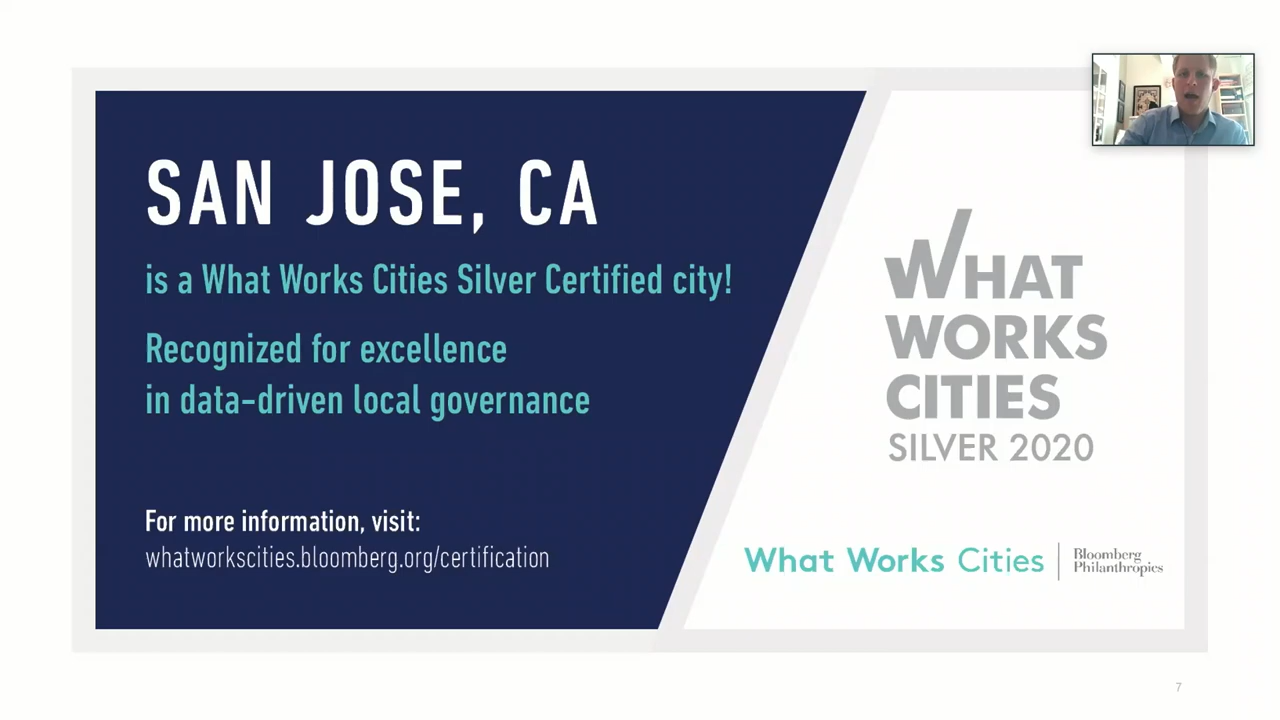 SAN JOSE, CA
is a What Works Cities Silver Certified city!
Recognized for excellence
in data-driven local governance
For more information, visit:
whatworkscities.bloomberg.org/certification
WHAT
WORKS
CITIES
SILVER 2020
What Works Cities
Bloomberg
Philanthropies
7